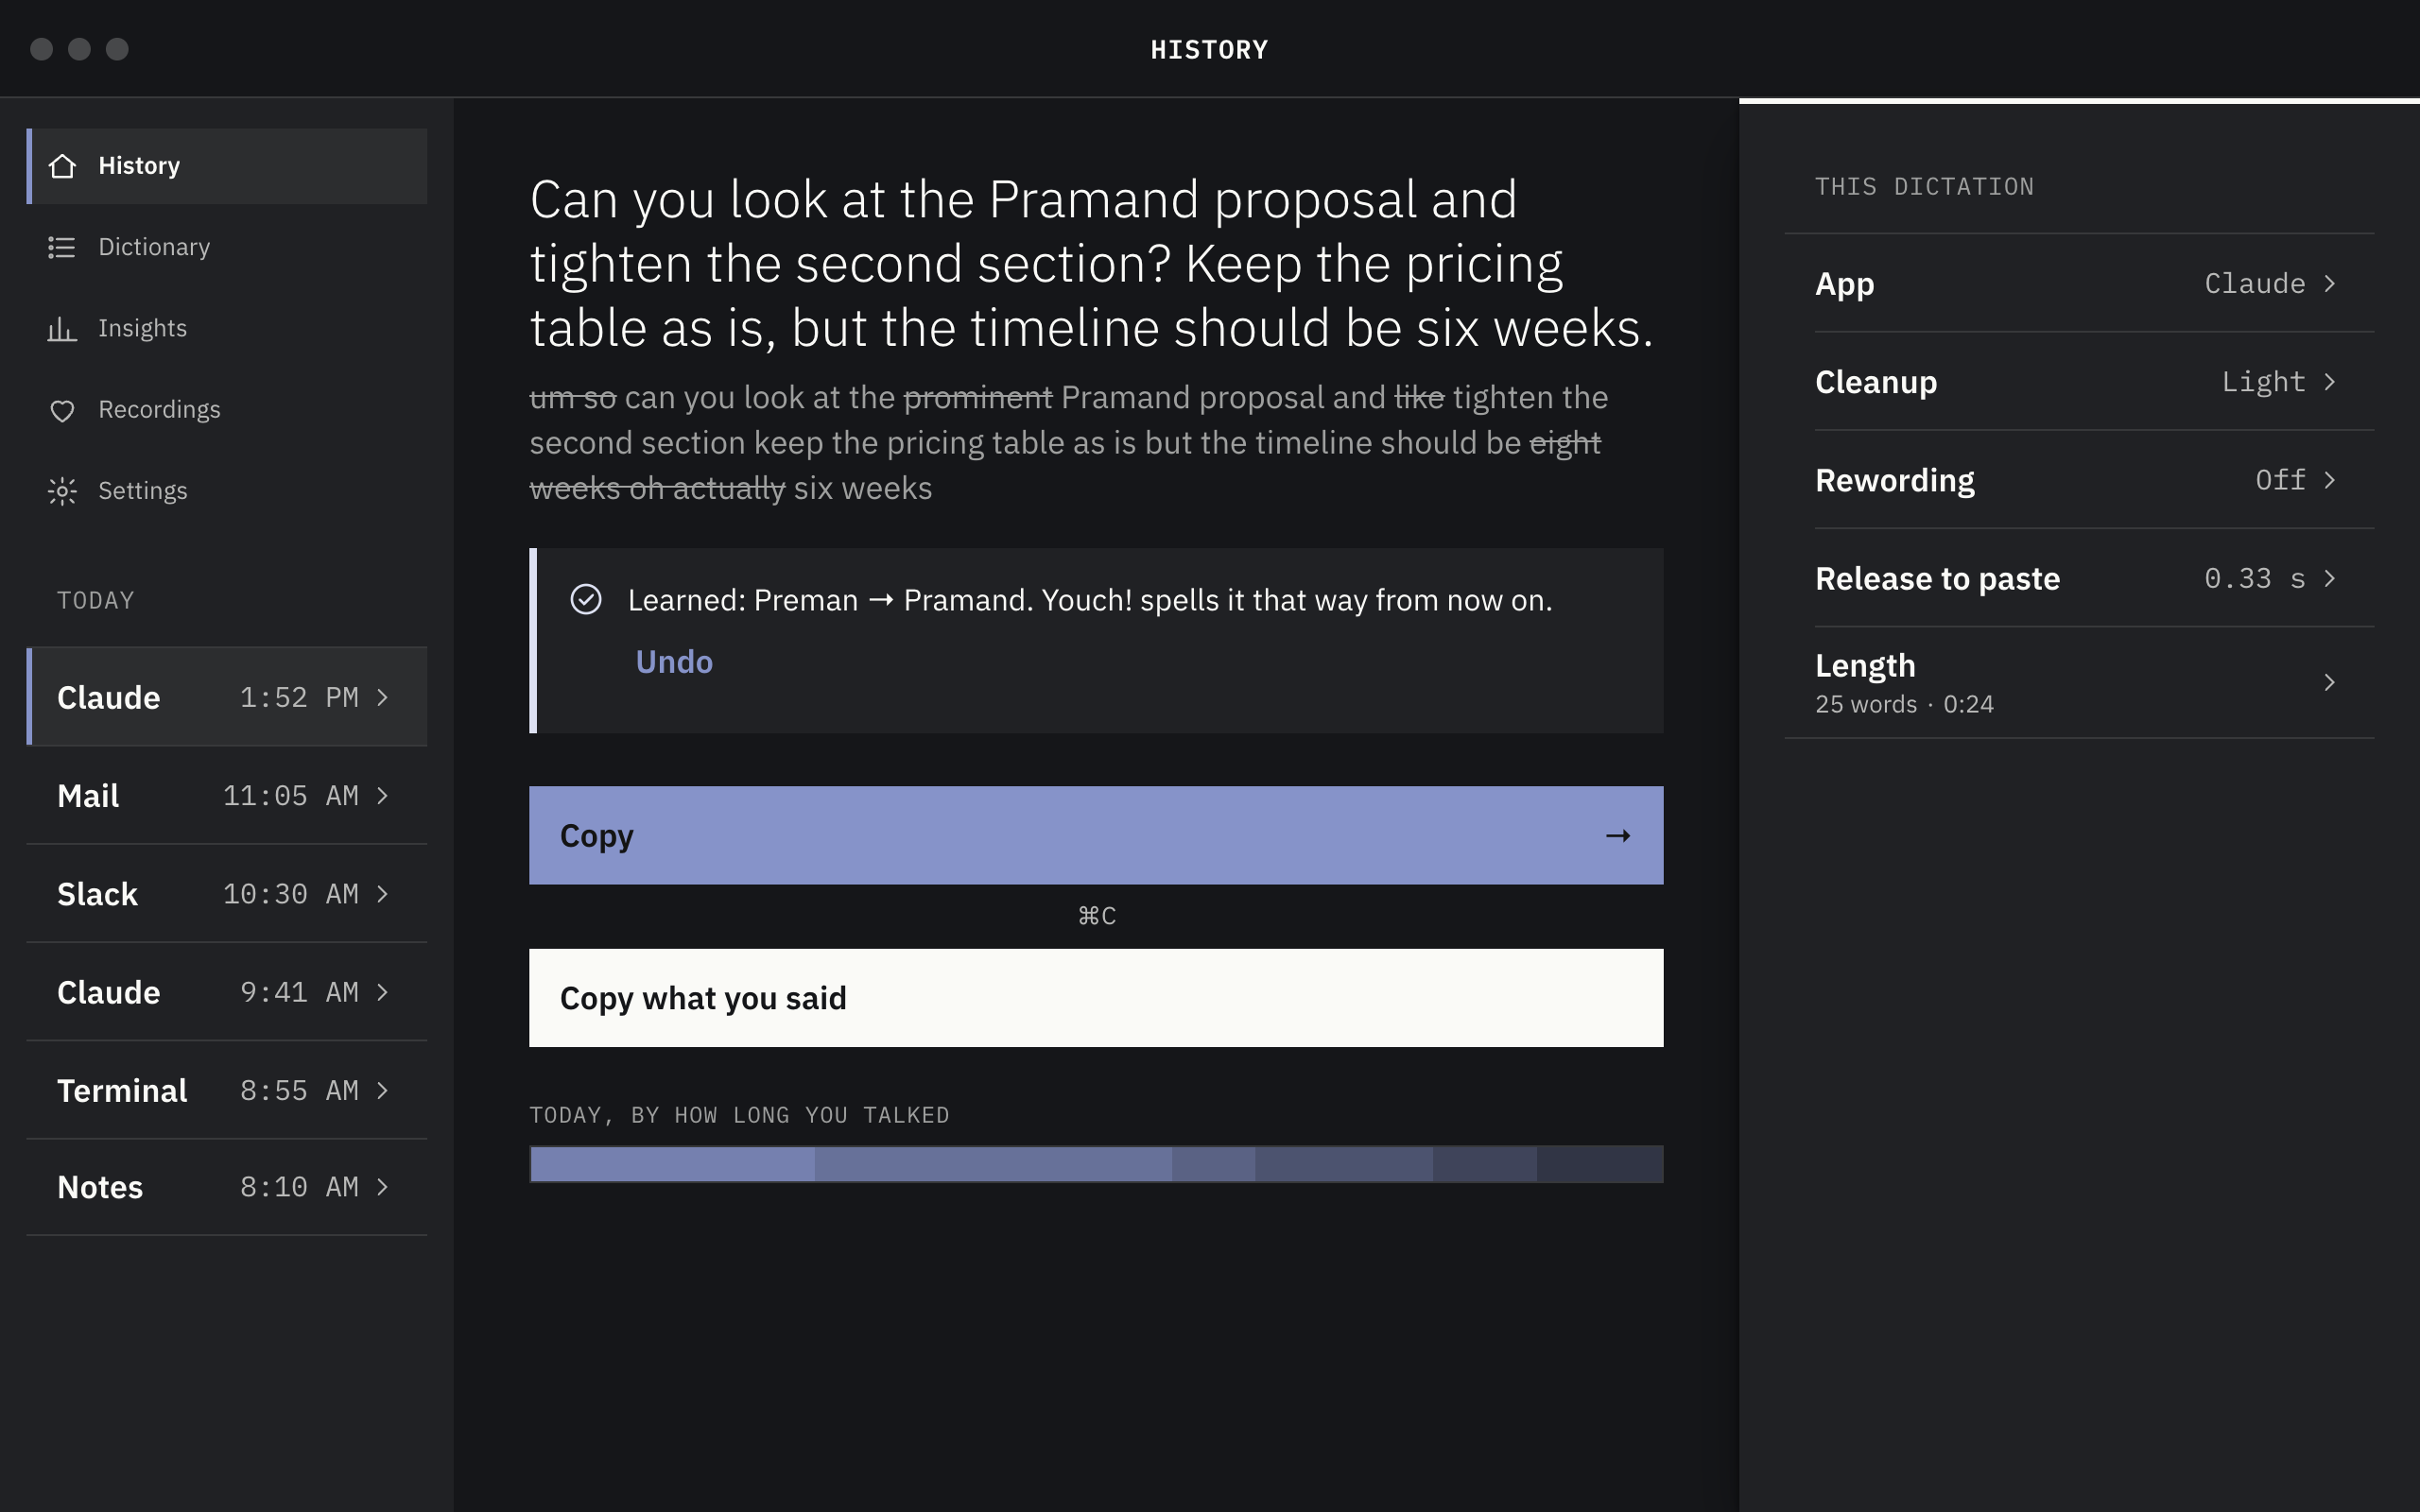 HISTORY
History
Dictionary
Insights
Recordings
Settings
TODAY
Claude 1:52 PM
Mail 11:05 AM
Slack 10:30 AM
Claude 9:41 AM
Terminal 8:55 AM
Notes 8:10 AM
Can you look at the Pramand proposal and
tighten the second section? Keep the pricing
table as is, but the timeline should be six weeks.
um so can you look at the prominent Pramand proposal and like tighten the
second section keep the pricing table as is but the timeline should be eight
weeks oh actually six weeks
Learned: Preman → Pramand. Youch! spells it that way from now on.
Undo
Copy →
⌘C
Copy what you said
TODAY, BY HOW LONG YOU TALKED
THIS DICTATION
App Claude
Cleanup Light
Rewording Off
Release to paste 0.33 s
Length
25 words · 0:24